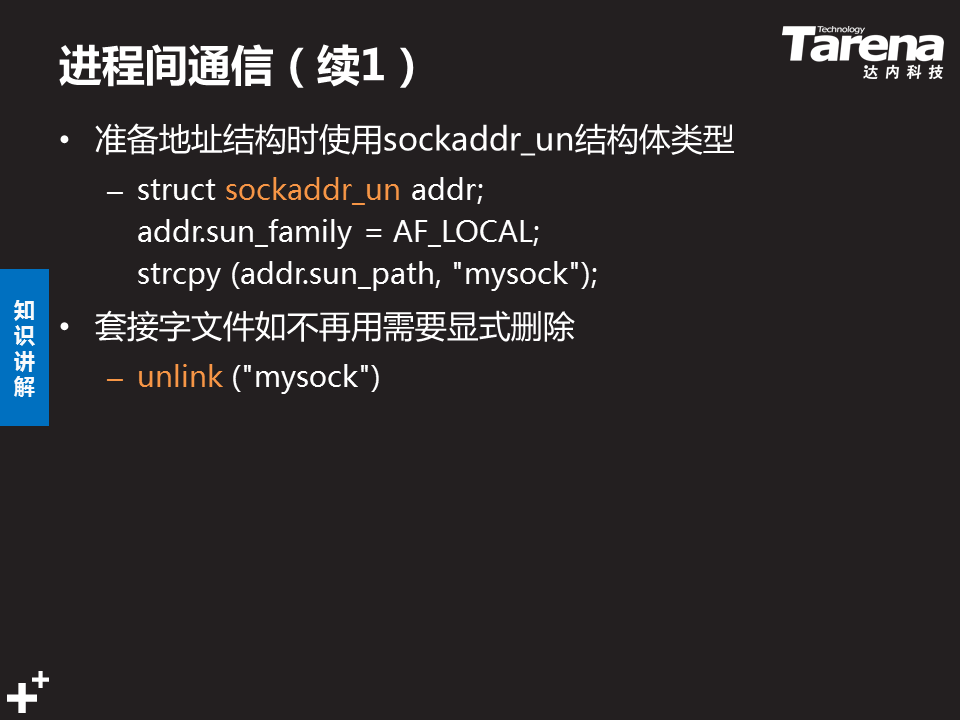 进程间通信（续1）
Technology
Tarena
达内科技
• 准备地址结构时使用sockaddr_un结构体类型
– struct sockaddr_un addr;
addr.sun_family = AF_LOCAL;
strcpy (addr.sun_path, "mysock");
• 套接字文件如不再用需要显式删除
– unlink ("mysock")
知识讲解